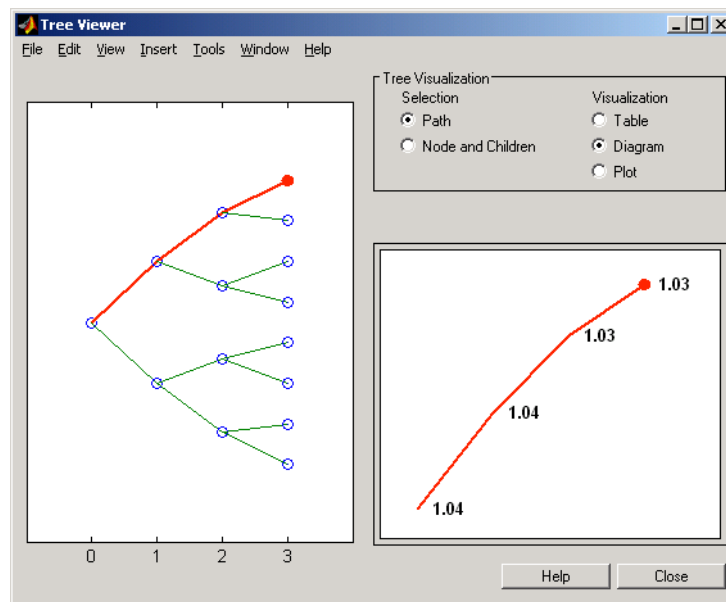 Tree Viewer
File Edit View Insert Tools Window Help
Tree Visualization
Selection
Visualization
Path
Table
Node and Children
Diagram
Plot
1.03
1.03
1.04
1.04
0 1 2 3
Help
Close